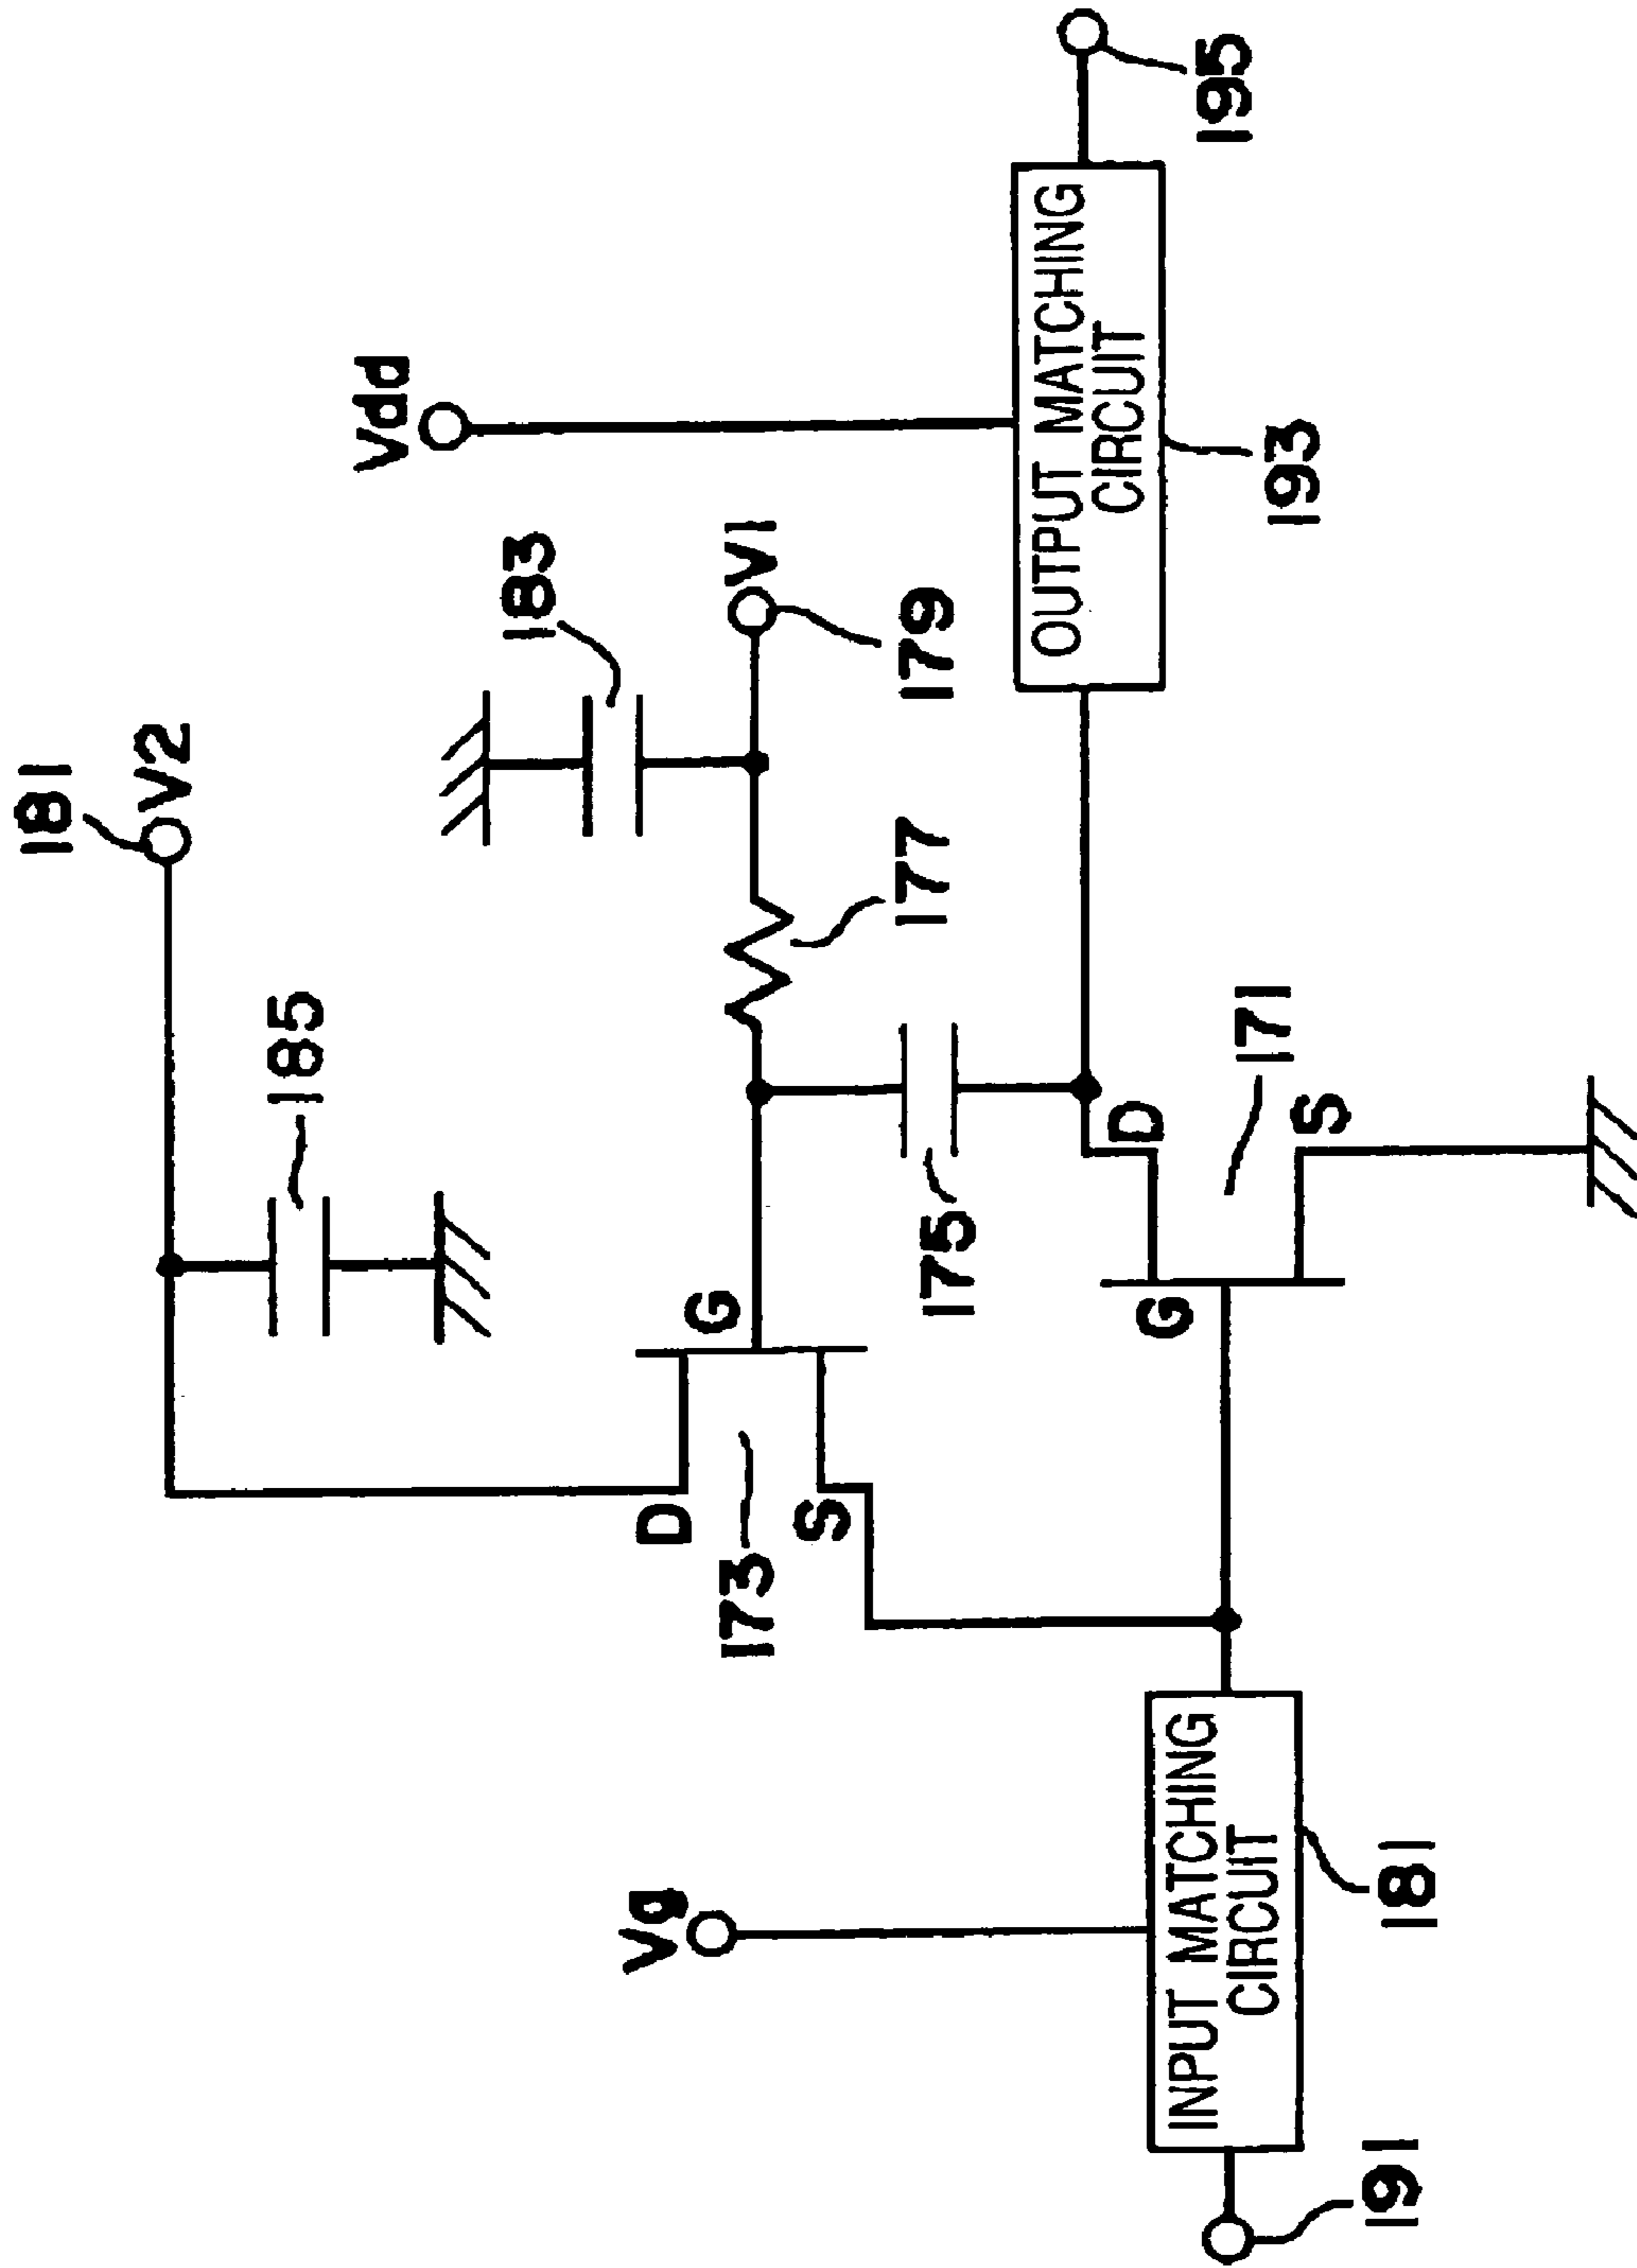 181
V2
185
183
Vdd
V1
179
177
D
G
173
S
175
D
171
G
S
Vg
INPUT MATCHING
CIRCUIT
181
191
OUTPUT MATCHING
CIRCUIT
193
195